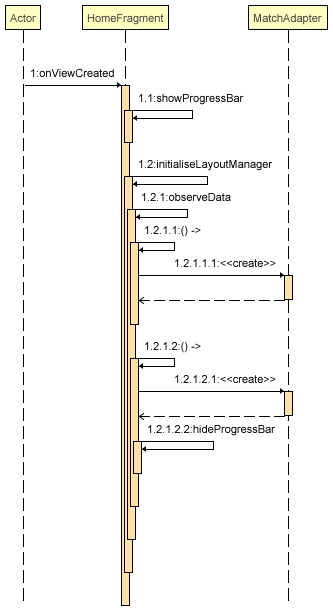 Actor HomeFragment MatchAdapter
1:onViewCreated
1.1:showProgressBar
1.2:initialiseLayoutManager
1.2.1:observeData
1.2.1.1:() ->
1.2.1.1.1:<<create>>
1.2.1.2:() ->
1.2.1.2.1:<<create>>
1.2.1.2.2:hideProgressBar